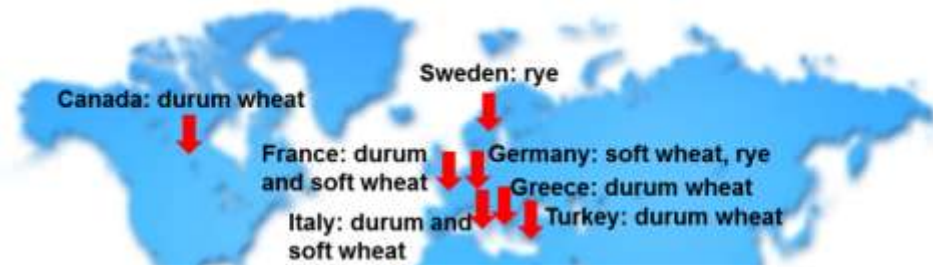 Sweden: rye
Canada: durum wheat
France: durum
and soft wheat
Germany: soft wheat, rye
Greece: durum wheat
Italy: durum and
soft wheat
Turkey: durum wheat